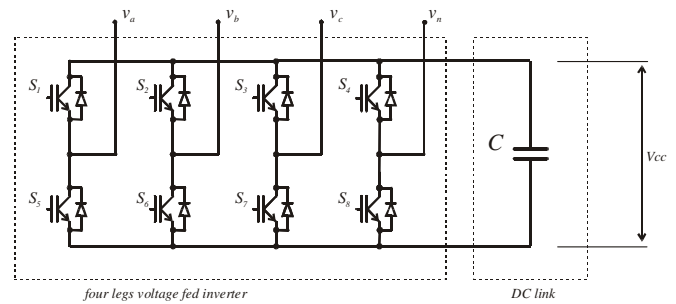 v_a v_b v_c v_n
S_1 S_2 S_3 S_4
C
Vcc
S_5 S_6 S_7 S_8
four legs voltage fed inverter DC link